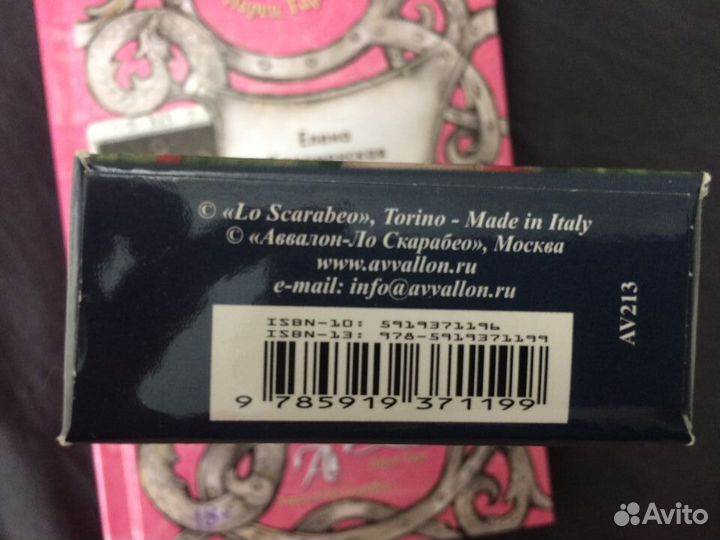 Елена
© «Lo Scarabeo», Torino - Made in Italy
© «Аввалон-Ло Скарабео», Москва
www.avvallon.ru
e-mail: info@avvallon.ru
ISBN-10: 5919371196
ISBN-13: 978-5919371199
9 785919 371199
AV213
Avito